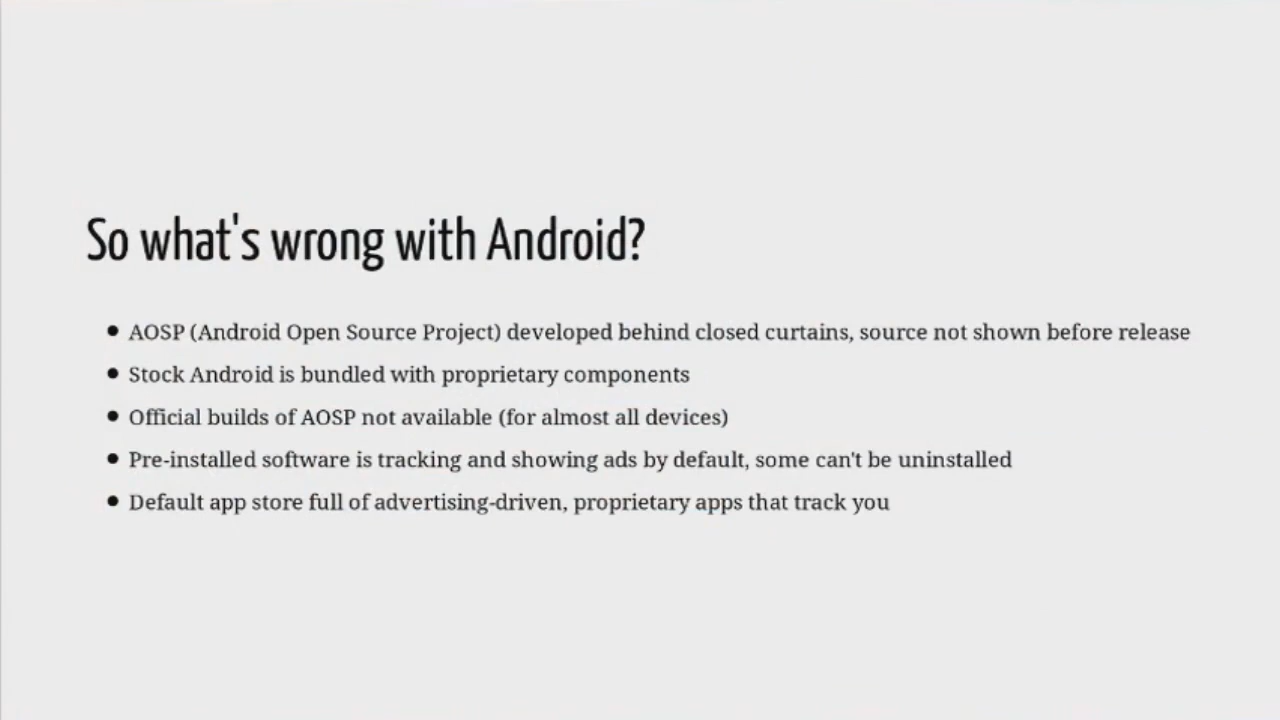 So what's wrong with Android?
● AOSP (Android Open Source Project) developed behind closed curtains, source not shown before release
● Stock Android is bundled with proprietary components
● Official builds of AOSP not available (for almost all devices)
● Pre-installed software is tracking and showing ads by default, some can't be uninstalled
● Default app store full of advertising-driven, proprietary apps that track you